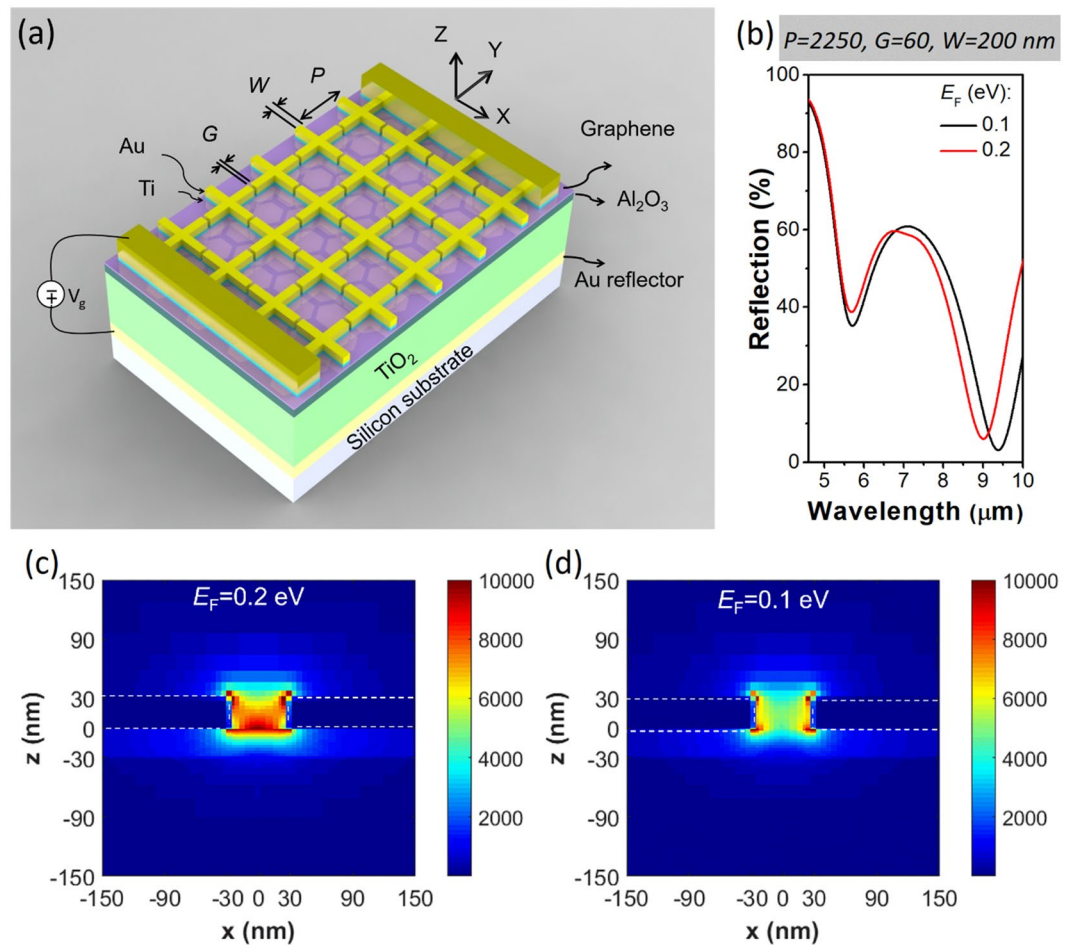 (a)
Z
Y
X
W
P
G
Au
Ti
Graphene
Al₂O₃
Au reflector
V_g
TiO₂
Silicon substrate
(b)
P=2250, G=60, W=200 nm
E_F (eV):
0.1
0.2
Reflection (%)
100
80
60
40
20
0
5 6 7 8 9 10
Wavelength (μm)
(c)
E_F=0.2 eV
z (nm)
150
90
30
0
-30
-90
-150
-150 -90 -30 0 30 90 150
x (nm)
10000
8000
6000
4000
2000
(d)
E_F=0.1 eV
z (nm)
150
90
30
0
-30
-90
-150
-150 -90 -30 0 30 90 150
x (nm)
10000
8000
6000
4000
2000